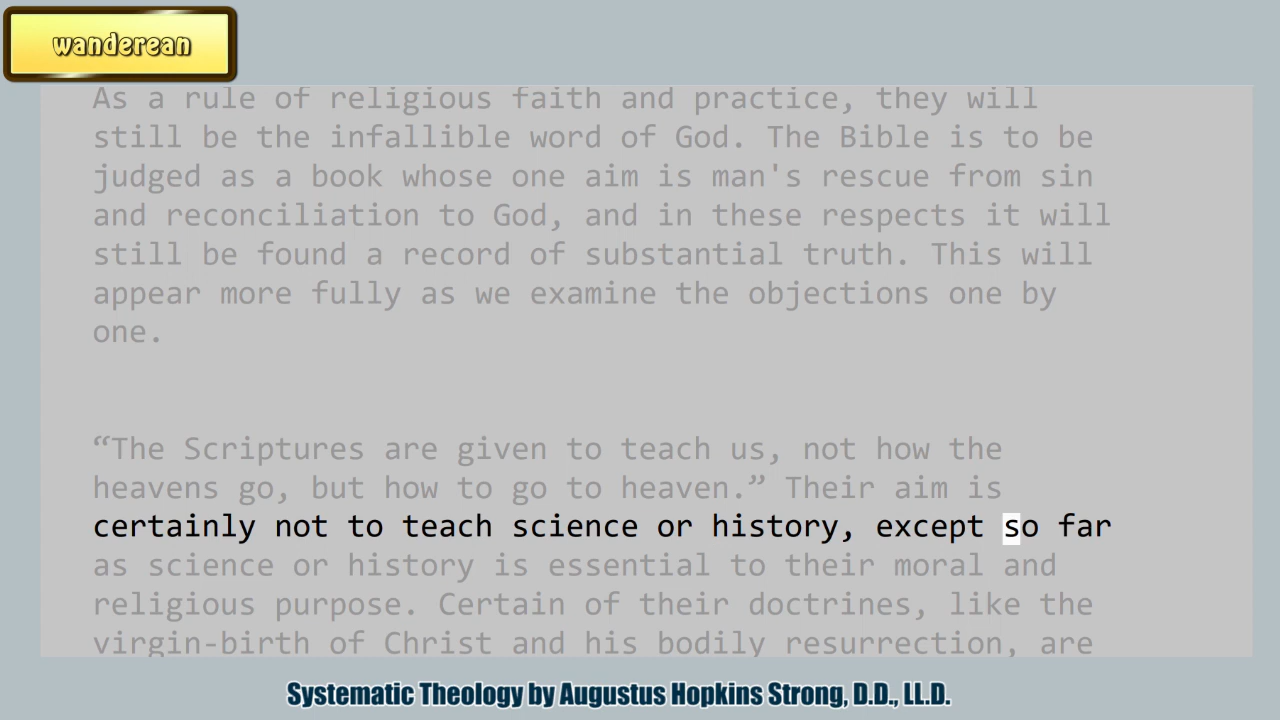 wanderean
As a rule of religious faith and practice, they will
still be the infallible word of God. The Bible is to be
judged as a book whose one aim is man's rescue from sin
and reconciliation to God, and in these respects it will
still be found a record of substantial truth. This will
appear more fully as we examine the objections one by
one.
“The Scriptures are given to teach us, not how the
heavens go, but how to go to heaven.” Their aim is
certainly not to teach science or history, except so far
as science or history is essential to their moral and
religious purpose. Certain of their doctrines, like the
virgin-birth of Christ and his bodily resurrection, are
Systematic Theology by Augustus Hopkins Strong, D.D., LL.D.